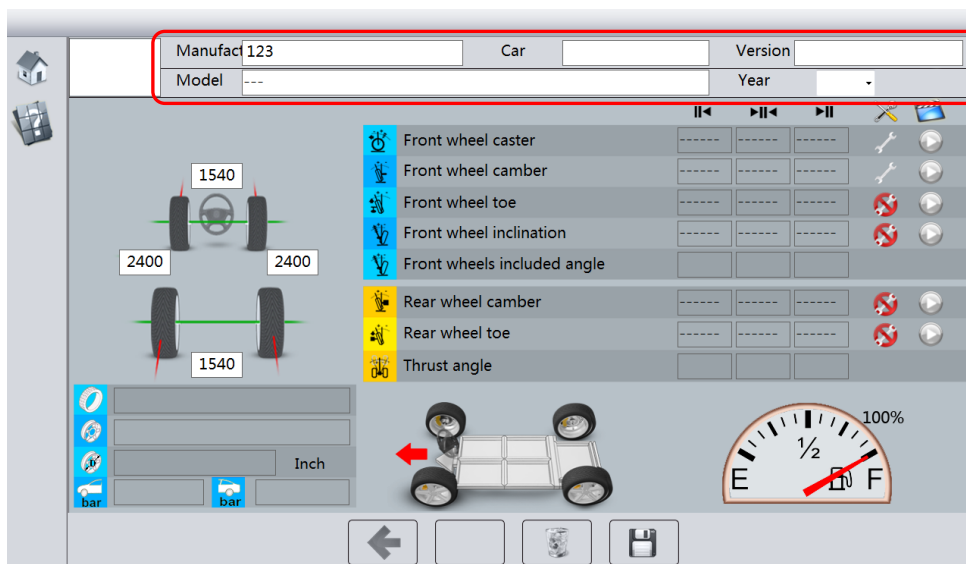 Manufact 123 Car Version
Model --- Year
Front wheel caster ------ ------ ------
1540 Front wheel camber ------ ------ ------
Front wheel toe ------ ------ ------
Front wheel inclination ------ ------ ------
2400 2400 Front wheels included angle
Rear wheel camber ------ ------ ------
Rear wheel toe ------ ------ ------
1540 Thrust angle
100%
1/2
Inch
E F
bar bar